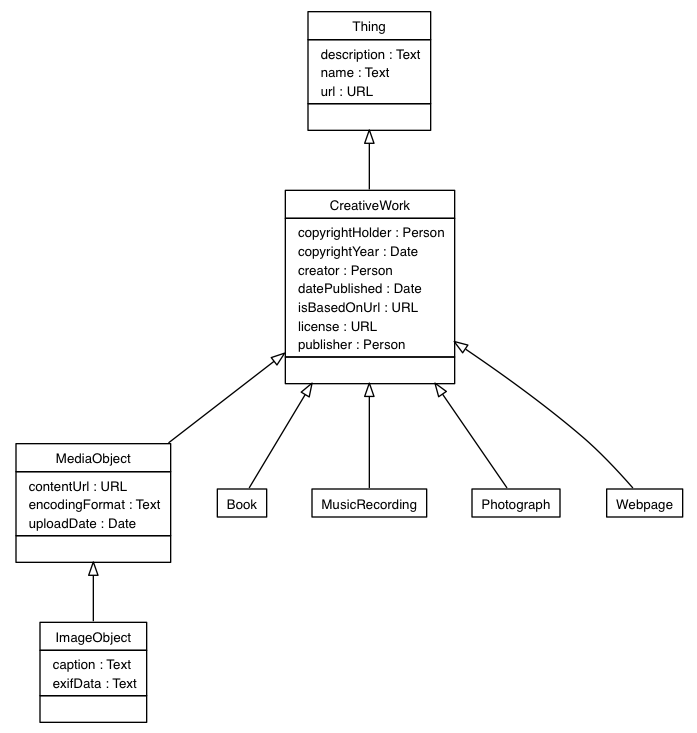 Thing
description : Text
name : Text
url : URL
CreativeWork
copyrightHolder : Person
copyrightYear : Date
creator : Person
datePublished : Date
isBasedOnUrl : URL
license : URL
publisher : Person
MediaObject
contentUrl : URL
encodingFormat : Text
uploadDate : Date
Book
MusicRecording
Photograph
Webpage
ImageObject
caption : Text
exifData : Text